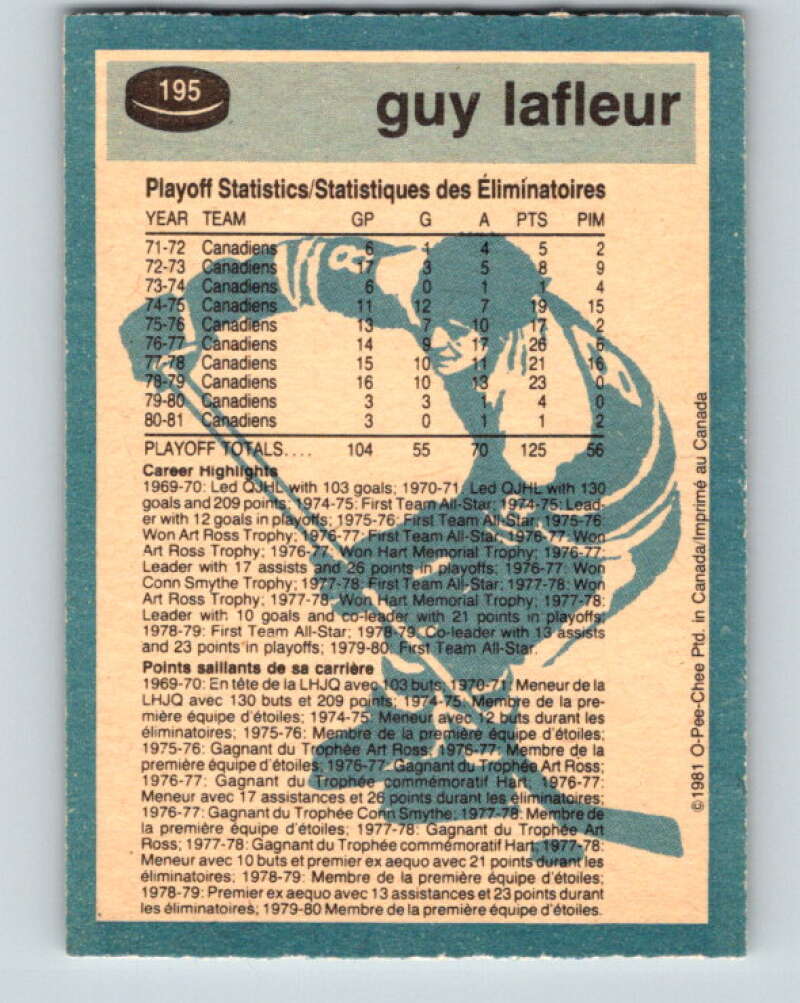 195
guy lafleur
Playoff Statistics/Statistiques des Éliminatoires
YEAR TEAM GP G A PTS PIM
71-72 Canadiens 6 1 4 5 2
72-73 Canadiens 17 3 5 8 9
73-74 Canadiens 6 0 1 1 4
74-75 Canadiens 11 12 7 19 15
75-76 Canadiens 13 7 10 17 2
76-77 Canadiens 14 9 17 26 6
77-78 Canadiens 15 10 11 21 16
78-79 Canadiens 16 10 13 23 0
79-80 Canadiens 3 3 1 4 0
80-81 Canadiens 3 0 1 1 2
PLAYOFF TOTALS.... 104 55 70 125 56
Career Highlights
1969-70: Led QJHL with 103 goals; 1970-71: Led QJHL with 130
goals and 209 points; 1974-75: First Team All-Star; 1974-75: Lead-
er with 12 goals in playoffs; 1975-76: First Team All-Star; 1975-76:
Won Art Ross Trophy; 1976-77: First Team All-Star; 1976-77: Won
Art Ross Trophy; 1976-77: Won Hart Memorial Trophy; 1976-77:
Leader with 17 assists and 26 points in playoffs; 1976-77: Won
Conn Smythe Trophy; 1977-78: First Team All-Star; 1977-78: Won
Art Ross Trophy; 1977-78: Won Hart Memorial Trophy; 1977-78:
Leader with 10 goals and co-leader with 21 points in playoffs;
1978-79: First Team All-Star; 1978-79: Co-leader with 13 assists
and 23 points in playoffs; 1979-80: First Team All-Star.
Points saillants de sa carrière
1969-70: En tête de la LHJQ avec 103 buts; 1970-71: Meneur de la
LHJQ avec 130 buts et 209 points; 1974-75: Membre de la pre-
mière équipe d'étoiles; 1974-75: Meneur avec 12 buts durant les
éliminatoires; 1975-76: Membre de la première équipe d'étoiles;
1975-76: Gagnant du Trophée Art Ross; 1976-77: Membre de la
première équipe d'étoiles; 1976-77: Gagnant du Trophée Art Ross;
1976-77: Gagnant du Trophée commémoratif Hart; 1976-77:
Meneur avec 17 assistances et 26 points durant les éliminatoires;
1976-77: Gagnant du Trophée Conn Smythe; 1977-78: Membre de
la première équipe d'étoiles; 1977-78: Gagnant du Trophée Art
Ross; 1977-78: Gagnant du Trophée commémoratif Hart; 1977-78:
Meneur avec 10 buts et premier ex aequo avec 21 points durant les
éliminatoires; 1978-79: Membre de la première équipe d'étoiles;
1978-79: Premier ex aequo avec 13 assistances et 23 points durant
les éliminatoires; 1979-80 Membre de la première équipe d'étoiles.
©1981 O-Pee-Chee Ptd. in Canada/Imprimé au Canada